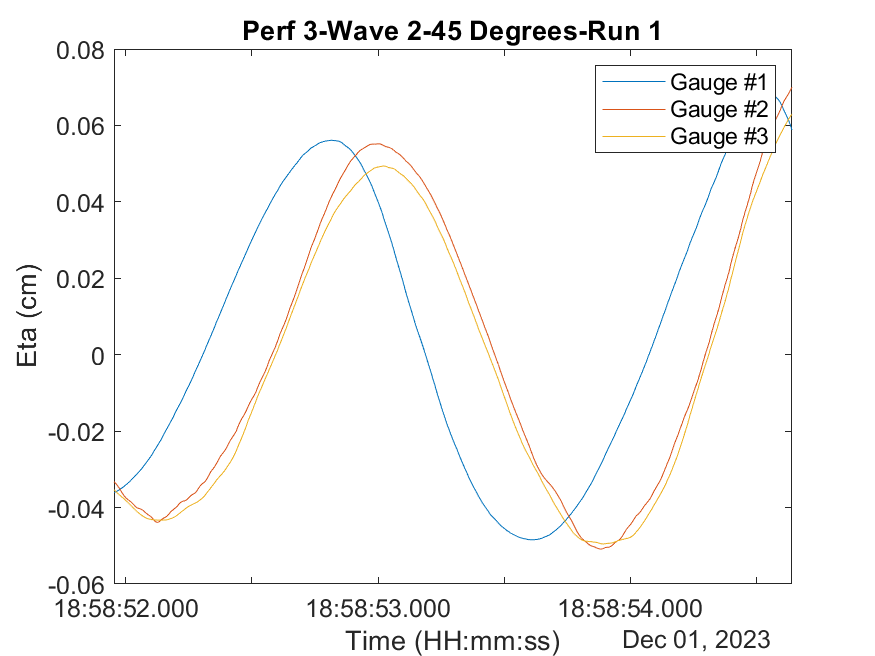 Perf 3-Wave 2-45 Degrees-Run 1
Gauge #1
Gauge #2
Gauge #3
0.08
0.06
0.04
0.02
0
-0.02
-0.04
-0.06
Eta (cm)
18:58:52.000 18:58:53.000 18:58:54.000
Time (HH:mm:ss)
Dec 01, 2023